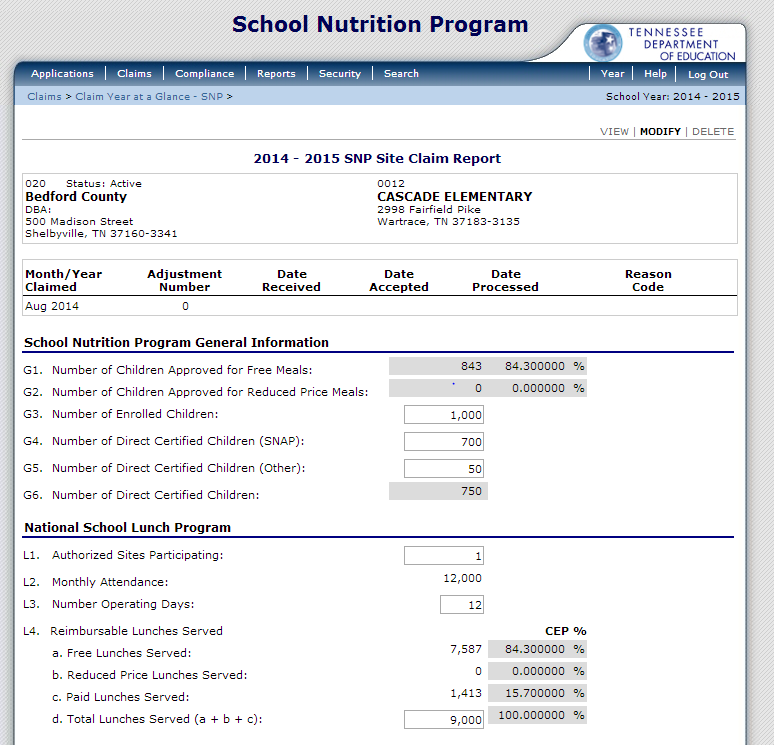 School Nutrition Program
TENNESSEE
DEPARTMENT
OF EDUCATION
Applications | Claims | Compliance | Reports | Security | Search | Year | Help | Log Out
Claims > Claim Year at a Glance - SNP > School Year: 2014 - 2015
VIEW | MODIFY | DELETE
2014 - 2015 SNP Site Claim Report
020 Status: Active
Bedford County
DBA:
500 Madison Street
Shelbyville, TN 37160-3341
0012
CASCADE ELEMENTARY
2998 Fairfield Pike
Wartrace, TN 37183-3135
Month/Year Claimed Adjustment Number Date Received Date Accepted Date Processed Reason Code
Aug 2014 0
School Nutrition Program General Information
G1. Number of Children Approved for Free Meals: 843 84.300000 %
G2. Number of Children Approved for Reduced Price Meals: 0 0.000000 %
G3. Number of Enrolled Children: 1,000
G4. Number of Direct Certified Children (SNAP): 700
G5. Number of Direct Certified Children (Other): 50
G6. Number of Direct Certified Children: 750
National School Lunch Program
L1. Authorized Sites Participating: 1
L2. Monthly Attendance: 12,000
L3. Number Operating Days: 12
L4. Reimbursable Lunches Served CEP %
a. Free Lunches Served: 7,587 84.300000 %
b. Reduced Price Lunches Served: 0 0.000000 %
c. Paid Lunches Served: 1,413 15.700000 %
d. Total Lunches Served (a + b + c): 9,000 100.000000 %